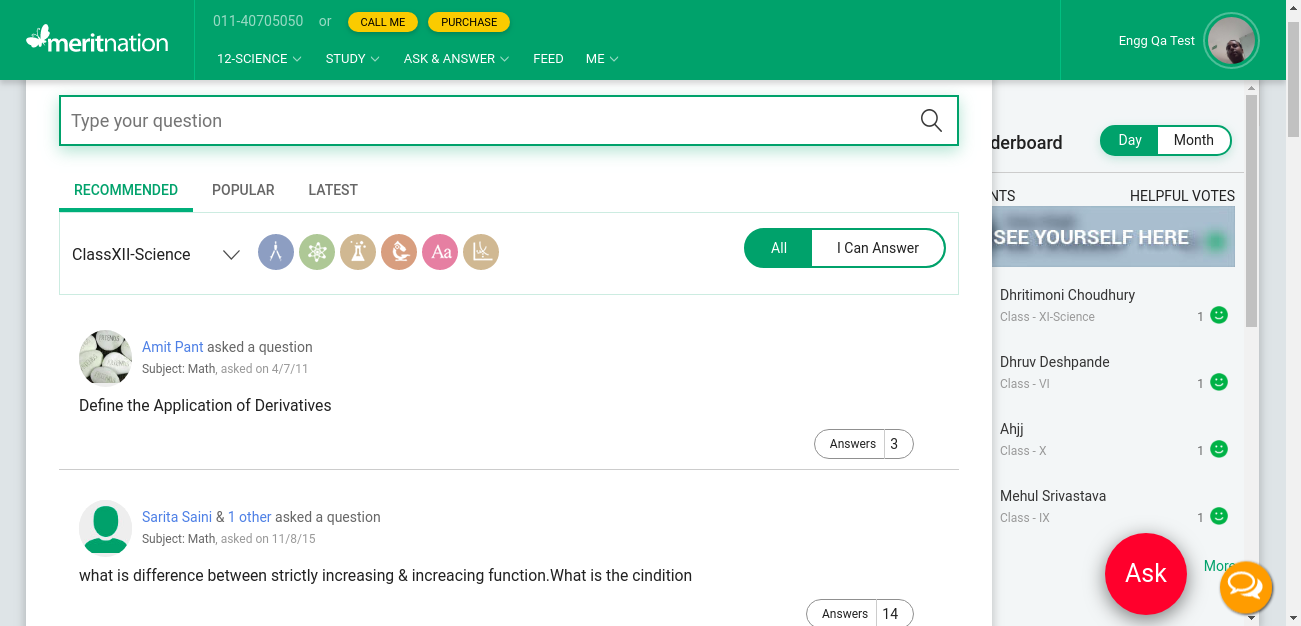 meritnation
011-40705050 or CALL ME PURCHASE
12-SCIENCE STUDY ASK & ANSWER FEED ME
Engg Qa Test
Type your question
RECOMMENDED POPULAR LATEST
ClassXII-Science
Aa
All I Can Answer
Amit Pant asked a question
Subject: Math, asked on 4/7/11
Define the Application of Derivatives
Answers 3
Sarita Saini & 1 other asked a question
Subject: Math, asked on 11/8/15
what is difference between strictly increasing & increacing function.What is the cindition
Answers 14
derboard
Day Month
NTS HELPFUL VOTES
SEE YOURSELF HERE
Dhritimoni Choudhury
Class - XI-Science 1
Dhruv Deshpande
Class - VI 1
Ahjj
Class - X 1
Mehul Srivastava
Class - IX 1
More
Ask